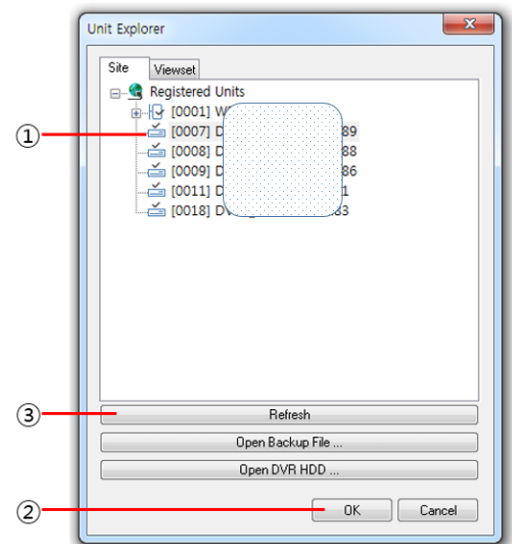 Unit Explorer
Site Viewset
Registered Units
① [0001] W
[0007] D 89
[0008] D 88
[0009] D 86
[0011] D 1
[0018] DV 83
③ Refresh
Open Backup File ...
Open DVR HDD ...
② OK Cancel